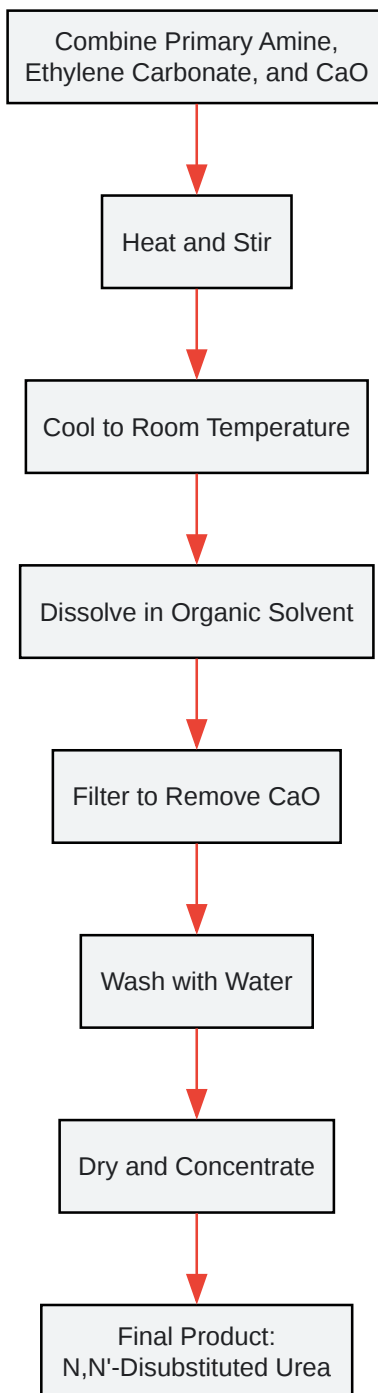 Combine Primary Amine,
Ethylene Carbonate, and CaO
Heat and Stir
Cool to Room Temperature
Dissolve in Organic Solvent
Filter to Remove CaO
Wash with Water
Dry and Concentrate
Final Product:
N,N'-Disubstituted Urea